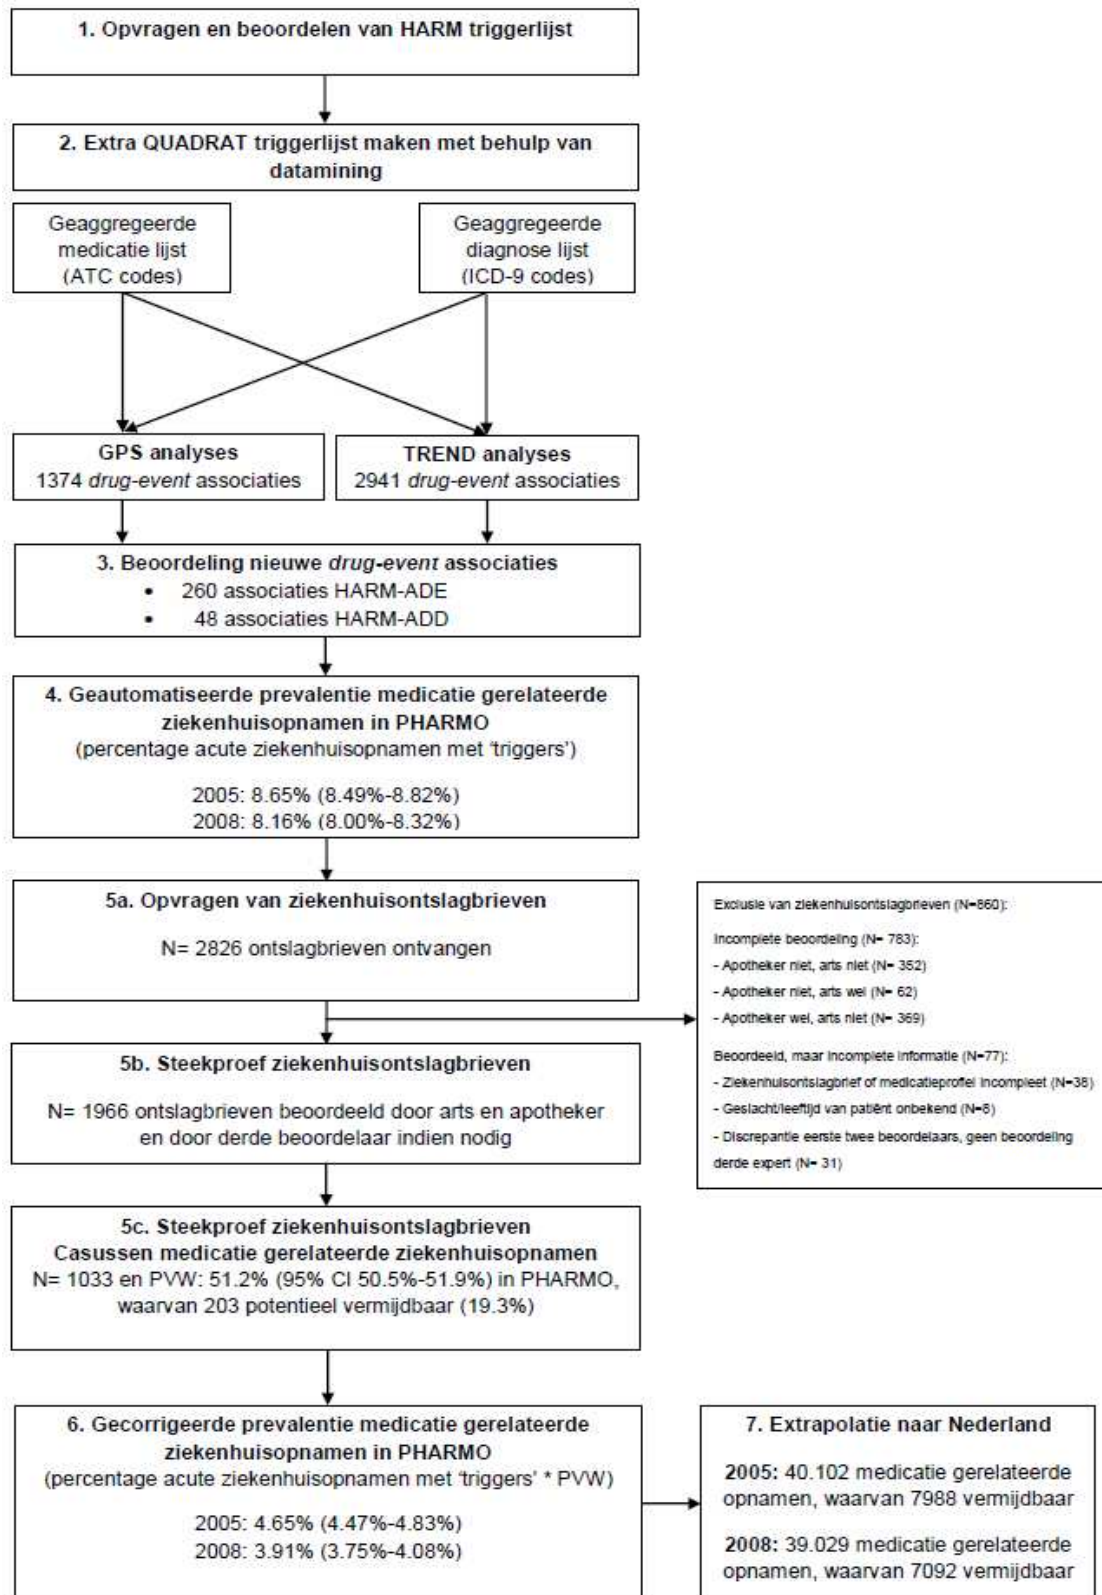 1. Opvragen en beoordelen van HARM triggerlijst
2. Extra QUADRAT triggerlijst maken met behulp van
datamining
Geaggregeerde
medicatie lijst
(ATC codes)
Geaggregeerde
diagnose lijst
(ICD-9 codes)
GPS analyses
1374 drug-event associaties
TREND analyses
2941 drug-event associaties
3. Beoordeling nieuwe drug-event associaties
• 260 associaties HARM-ADE
• 48 associaties HARM-ADD
4. Geautomatiseerde prevalentie medicatie gerelateerde
ziekenhuisopnamen in PHARMO
(percentage acute ziekenhuisopnamen met 'triggers')
2005: 8.65% (8.49%-8.82%)
2008: 8.16% (8.00%-8.32%)
5a. Opvragen van ziekenhuisontslagbrieven
N= 2826 ontslagbrieven ontvangen
Exclusie van ziekenhuisontslagbrieven (N=860):
Incomplete beoordeling (N= 783):
- Apotheker niet, arts niet (N= 352)
- Apotheker niet, arts wel (N= 62)
- Apotheker wel, arts niet (N= 369)
Beoordeeld, maar incomplete informatie (N=77):
- Ziekenhuisontslagbrief of medicatieprofiel incompleet (N=38)
- Geslacht/leeftijd van patiënt onbekend (N=8)
- Discrepantie eerste twee beoordelaars, geen beoordeling
derde expert (N= 31)
5b. Steekproef ziekenhuisontslagbrieven
N= 1966 ontslagbrieven beoordeeld door arts en apotheker
en door derde beoordelaar indien nodig
5c. Steekproef ziekenhuisontslagbrieven
Casussen medicatie gerelateerde ziekenhuisopnamen
N= 1033 en PVW: 51.2% (95% CI 50.5%-51.9%) in PHARMO,
waarvan 203 potentieel vermijdbaar (19.3%)
6. Gecorrigeerde prevalentie medicatie gerelateerde
ziekenhuisopnamen in PHARMO
(percentage acute ziekenhuisopnamen met 'triggers' * PVW)
2005: 4.65% (4.47%-4.83%)
2008: 3.91% (3.75%-4.08%)
7. Extrapolatie naar Nederland
2005: 40.102 medicatie gerelateerde
opnamen, waarvan 7988 vermijdbaar
2008: 39.029 medicatie gerelateerde
opnamen, waarvan 7092 vermijdbaar